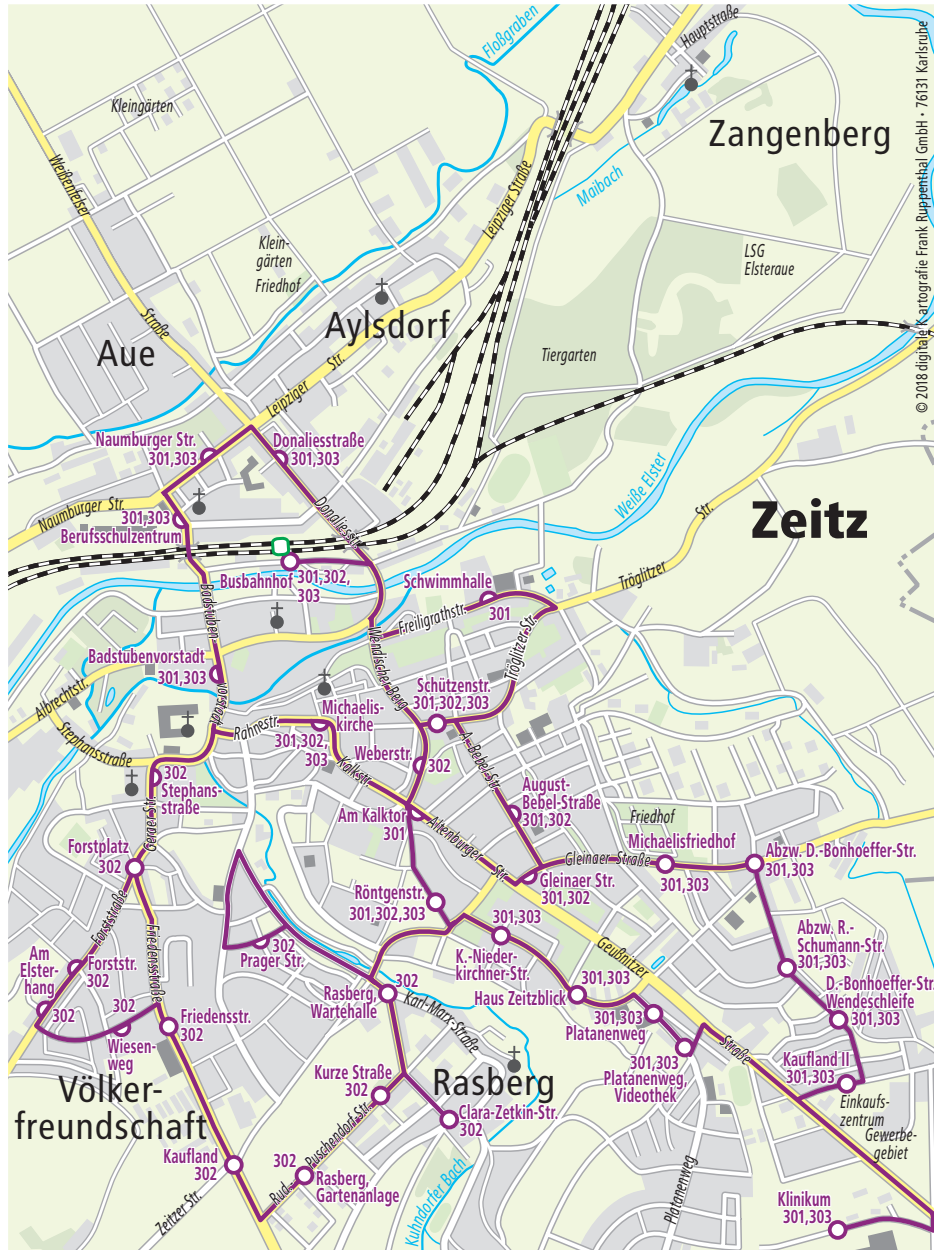 Hauptstraße
Floßgraben
Kleingärten
Zangenberg
© 2018 digitale Kartografie Frank Ruppenthal GmbH • 76131 Karlsruhe
Weißenfelser
Straße
Maibach
Leipziger Straße
Klein-
gärten
Friedhof
LSG
Elsteraue
Aylsdorf
Aue
Tiergarten
Leipziger Str.
Naumburger Str.
301,303
Donaliesstraße
301,303
Weiße Elster
Naumburger Str.
301,303
Berufsschulzentrum
Donaliesstr.
Str.
Zeitz
Busbahnhof
301,302,
303
Tröglitzer
Schwimmhalle
301
Badstuben
vorstadt
Freiligrathstr.
Tröglitzer Str.
Wendischer Berg
Badstubenvorstadt
301,303
Albrechtstr.
Stephansstraße
Schützenstr.
301,302,303
Michaelis-
kirche
301,302,
303
Rahnestr.
Weberstr.
302
A.-Bebel-Str.
Kalkstr.
302
Stephans-
straße
August-
Bebel-Straße
301,302
Am Kalktor
301
Altenburger Str.
Friedhof
Michaelisfriedhof
301,303
Gleinaer Straße
Abzw. D.-Bonhoeffer-Str.
301,303
Geraer Str.
Forstplatz
302
Gleinaer Str.
301,302
Röntgenstr.
301,302,303
301,303
K.-Nieder-
kirchner-Str.
Geußnitzer
Straße
Abzw. R.-
Schumann-Str.
301,303
Forststraße
Friedensstraße
Prager Str.
302
Am
Elster-
hang
302
Forststr.
302
302
Rasberg,
Wartehalle
Haus Zeitzblick
301,303
D.-Bonhoeffer-Str.
Wendeschleife
301,303
Karl-Marx-Straße
301,303
Platanenweg
302
Wiesen-
weg
Friedensstr.
302
301,303
Platanenweg,
Videothek
Kaufland II
301,303
Völker-
freundschaft
Kurze Straße
302
Rasberg
Clara-Zetkin-Str.
302
Einkaufs-
zentrum
Gewerbe-
gebiet
Rud.-Puschendorf-Str.
Kaufland
302
302
Rasberg,
Gartenanlage
Zeitzer Str.
Kuhndorfer Bach
Platanenweg
Klinikum
301,303